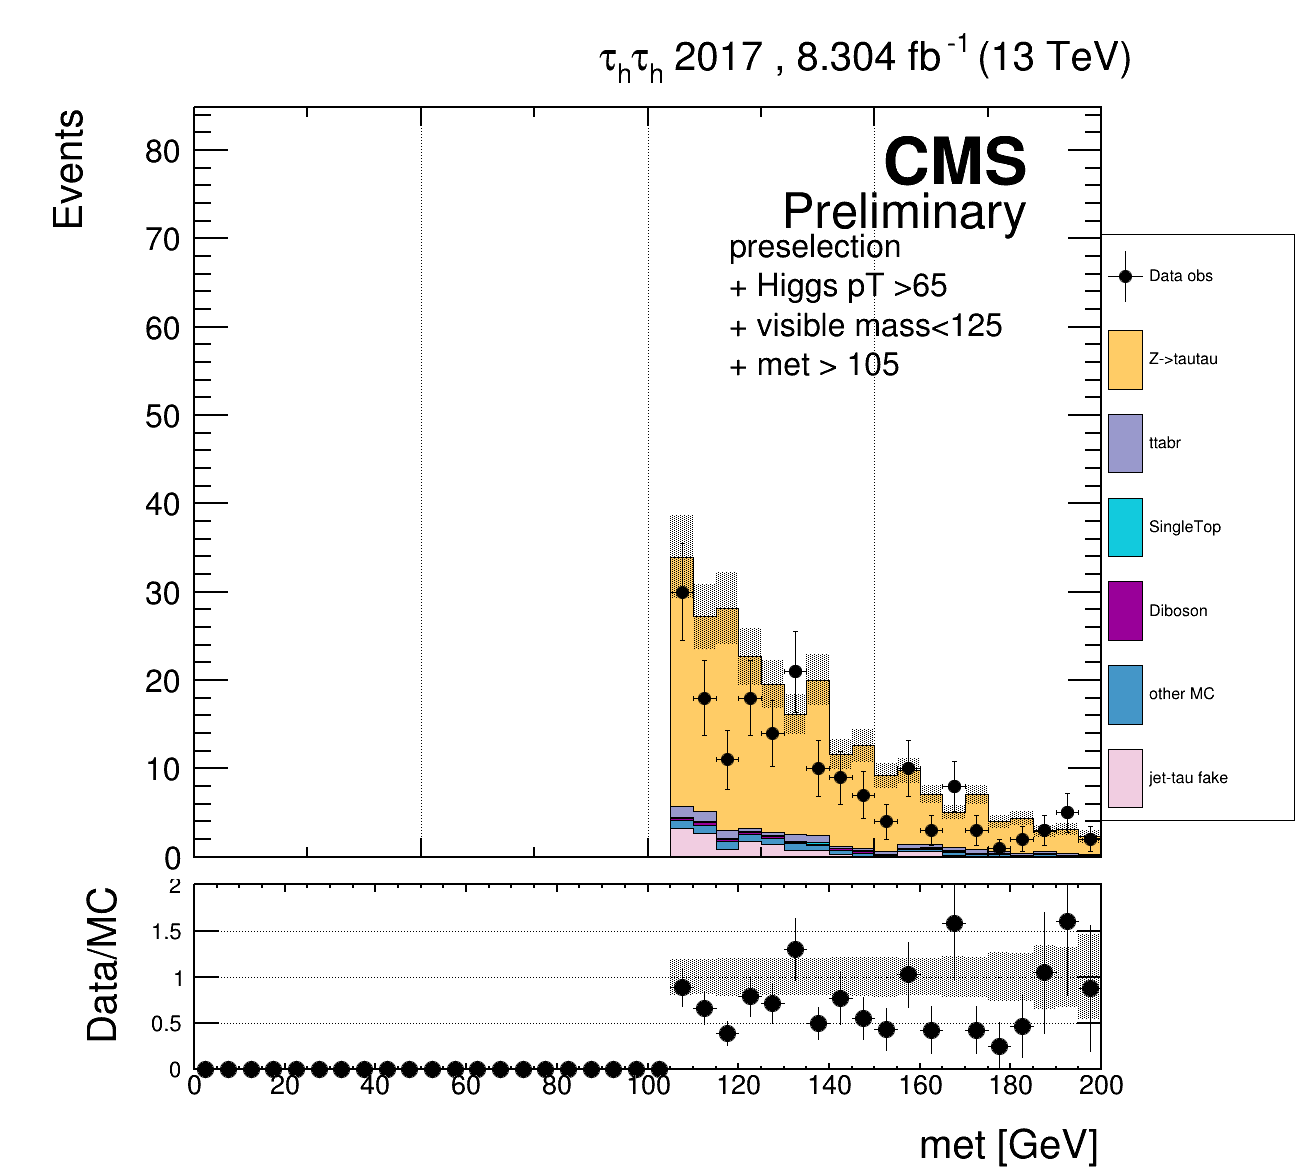 τhτh 2017 , 8.304 fb-1 (13 TeV)
Events
80
70
60
50
40
30
20
10
0
CMS
Preliminary
preselection
+ Higgs pT >65
+ visible mass<125
+ met > 105
Data obs
Z->tautau
ttabr
SingleTop
Diboson
other MC
jet-tau fake
Data/MC
2
1.5
1
0.5
0
0 20 40 60 80 100 120 140 160 180 200
met [GeV]